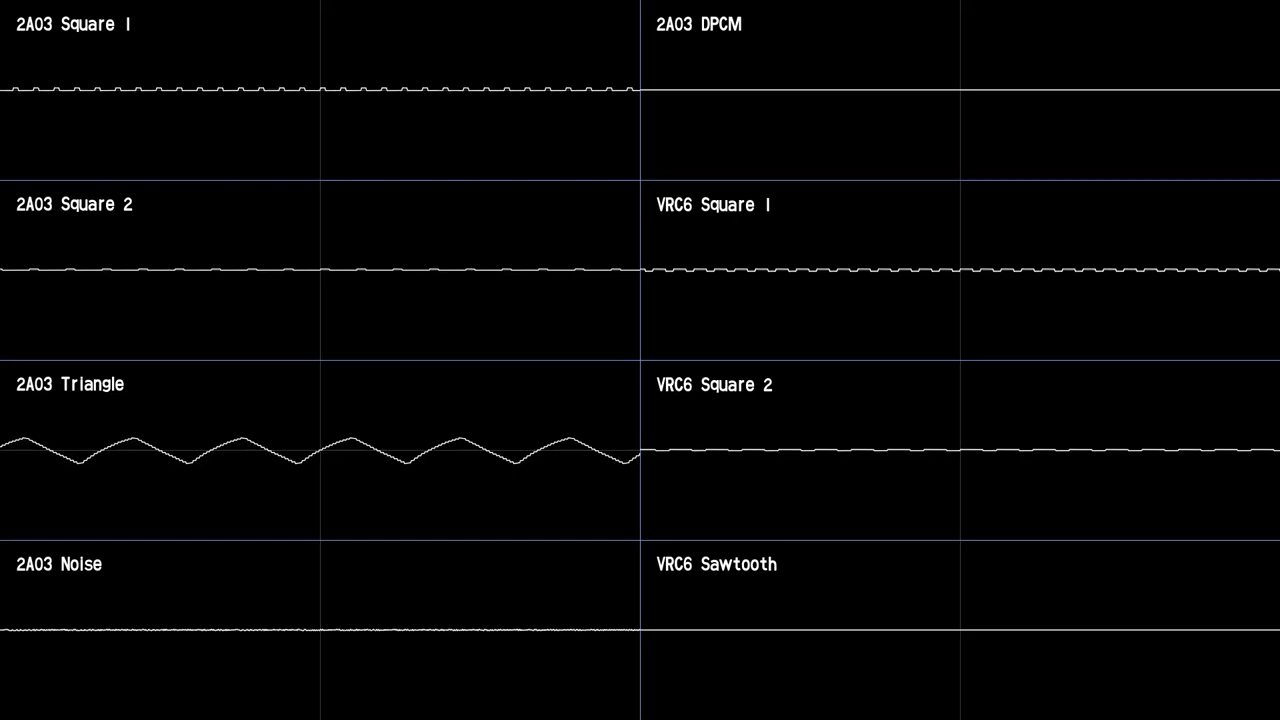 2A03 Square 1
2A03 DPCM
2A03 Square 2
VRC6 Square 1
2A03 Triangle
VRC6 Square 2
2A03 Noise
VRC6 Sawtooth